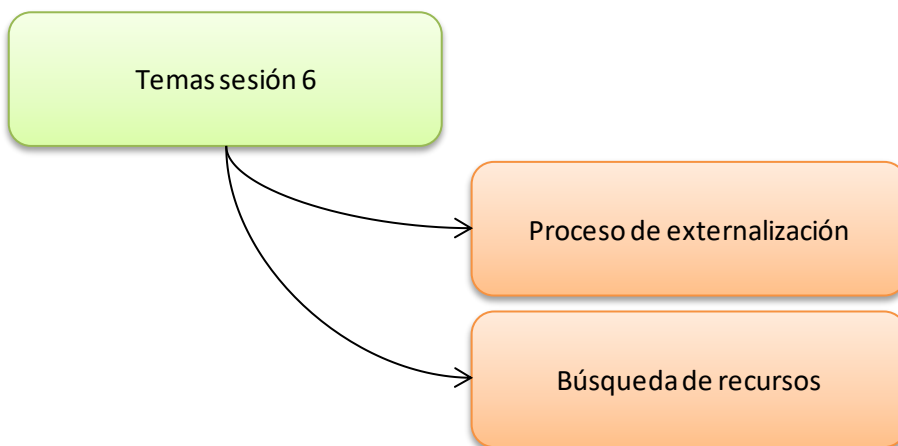 Temas sesión 6
Proceso de externalización
Búsqueda de recursos